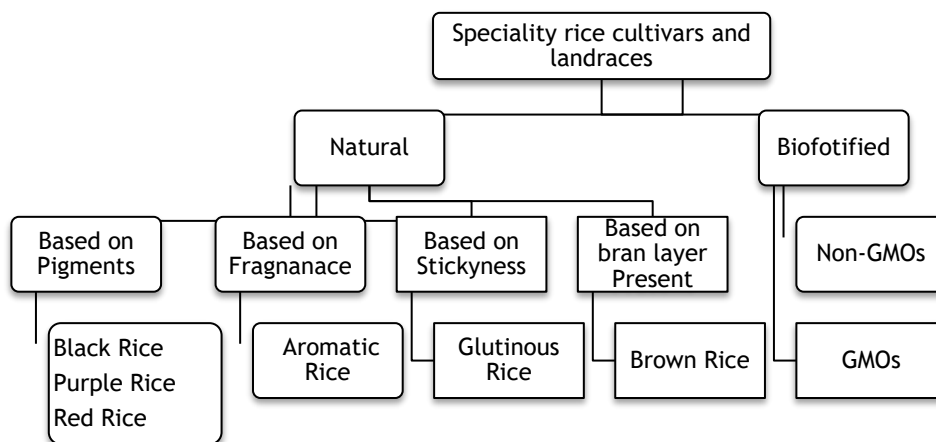 Speciality rice cultivars and
landraces
Natural
Biofotified
Based on
Pigments
Based on
Fragnanace
Based on
Stickyness
Based on
bran layer
Present
Non-GMOs
Black Rice
Purple Rice
Red Rice
Aromatic
Rice
Glutinous
Rice
Brown Rice
GMOs